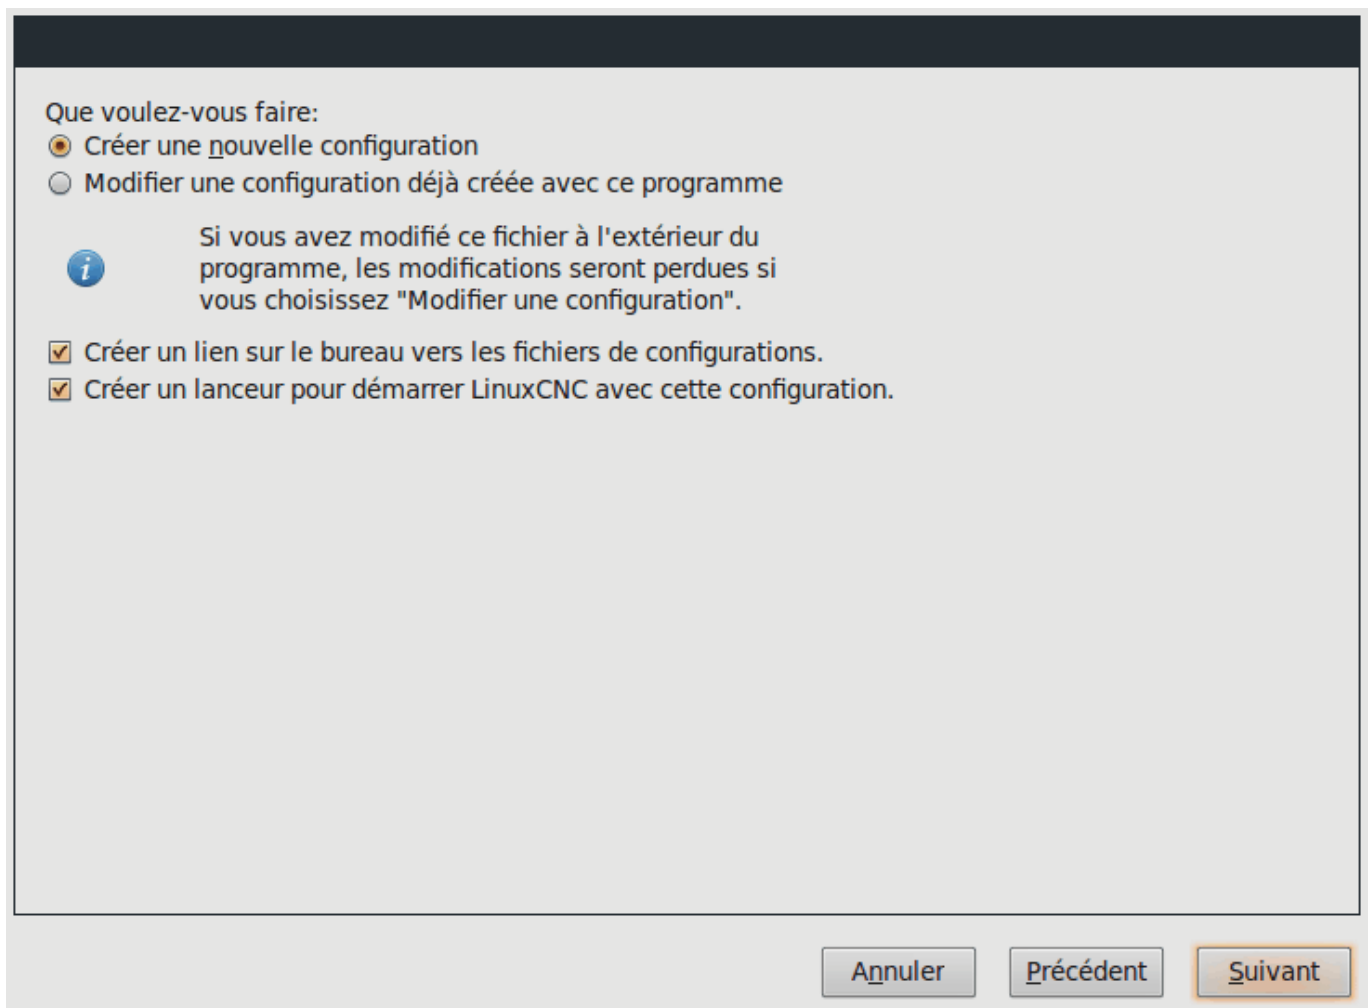 Que voulez-vous faire:
Créer une nouvelle configuration
Modifier une configuration déjà créée avec ce programme
Si vous avez modifié ce fichier à l'extérieur du
programme, les modifications seront perdues si
vous choisissez "Modifier une configuration".
Créer un lien sur le bureau vers les fichiers de configurations.
Créer un lanceur pour démarrer LinuxCNC avec cette configuration.
Annuler Précédent Suivant